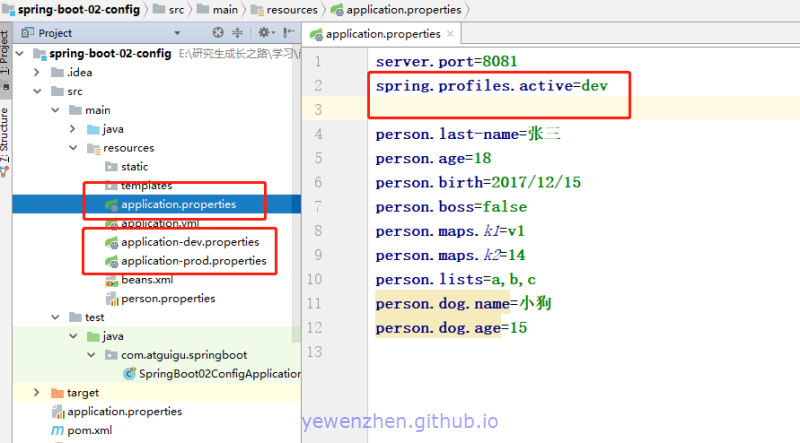 spring-boot-02-config src main resources application.properties
Project
application.properties
1: Project
7: Structure
spring-boot-02-config E:\研究生成长之路\学习\
.idea
src
main
java
resources
static
templates
application.properties
application.yml
application-dev.properties
application-prod.properties
beans.xml
person.properties
test
java
com.atguigu.springboot
SpringBoot02ConfigApplication
target
application.properties
pom.xml
1 server.port=8081
2 spring.profiles.active=dev
3
4 person.last-name=张三
5 person.age=18
6 person.birth=2017/12/15
7 person.boss=false
8 person.maps.k1=v1
9 person.maps.k2=14
10 person.lists=a,b,c
11 person.dog.name=小狗
12 person.dog.age=15
13
yewenzhen.github.io